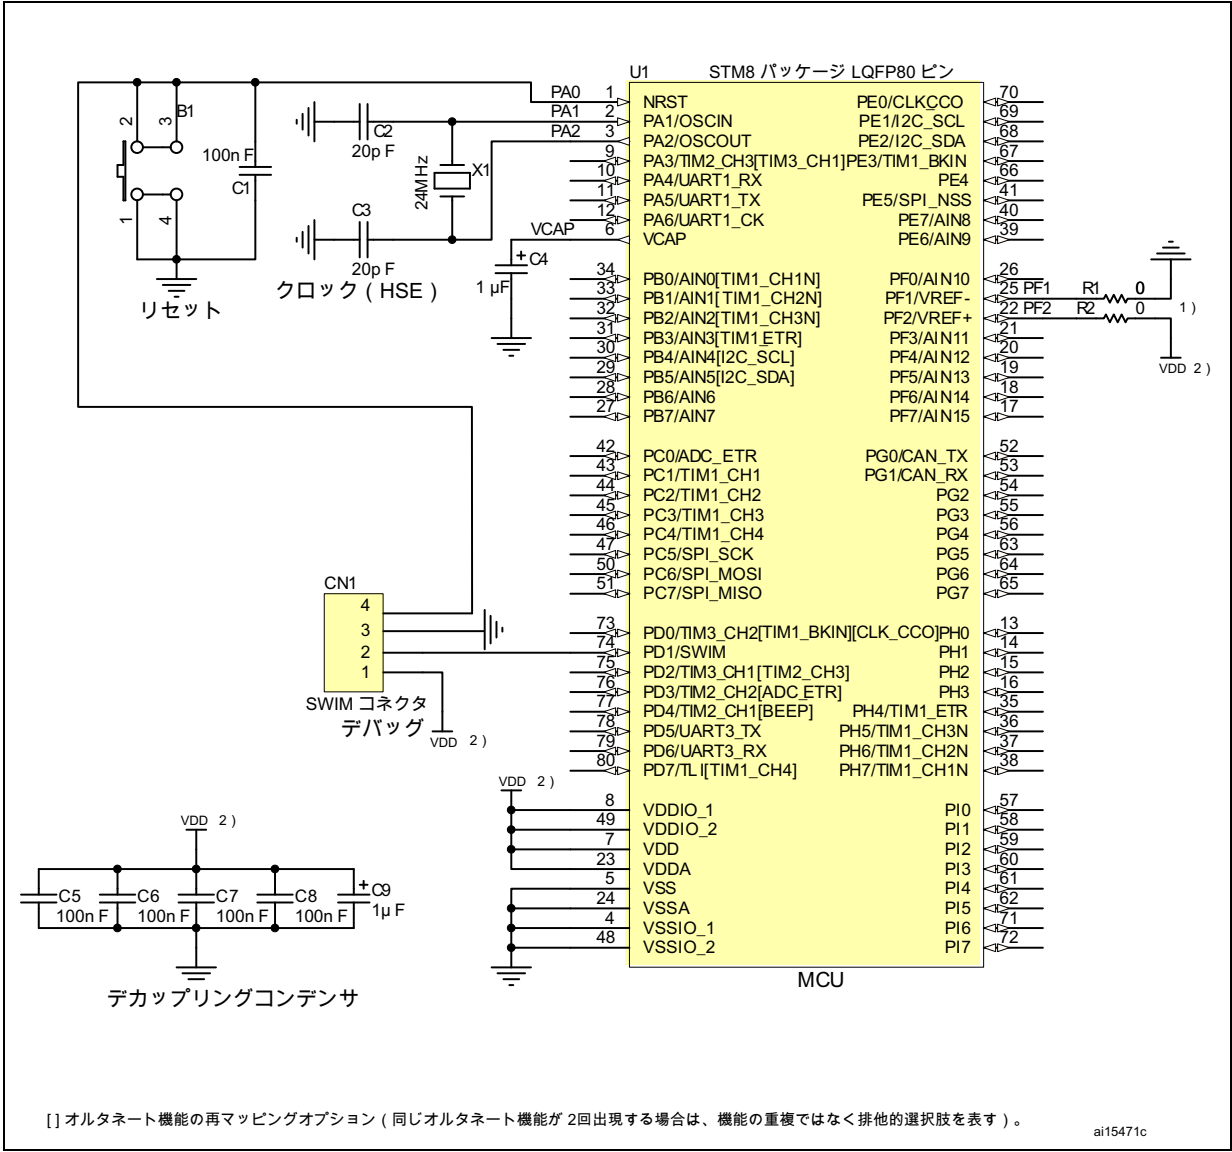 U1 STM8 パッケージ LQFP80 ピン
B1
2
3
1
4
100n F
C1
リセット
C2
20p F
24MHz
X1
C3
20p F
クロック ( HSE )
VCAP
+
C4
1 µF
PA0 1 NRST
PA1 2 PA1/OSCIN
PA2 3 PA2/OSCOUT
9 PA3/TIM2_CH3[TIM3_CH1]
10 PA4/UART1_RX
11 PA5/UART1_TX
12 PA6/UART1_CK
6 VCAP
34 PB0/AIN0[TIM1_CH1N]
33 PB1/AIN1[TIM1_CH2N]
32 PB2/AIN2[TIM1_CH3N]
31 PB3/AIN3[TIM1_ETR]
30 PB4/AIN4[I2C_SCL]
29 PB5/AIN5[I2C_SDA]
28 PB6/AIN6
27 PB7/AIN7
42 PC0/ADC_ETR
43 PC1/TIM1_CH1
44 PC2/TIM1_CH2
45 PC3/TIM1_CH3
46 PC4/TIM1_CH4
47 PC5/SPI_SCK
50 PC6/SPI_MOSI
51 PC7/SPI_MISO
73 PD0/TIM3_CH2[TIM1_BKIN][CLK_CCO]
74 PD1/SWIM
75 PD2/TIM3_CH1[TIM2_CH3]
76 PD3/TIM2_CH2[ADC_ETR]
77 PD4/TIM2_CH1[BEEP]
78 PD5/UART3_TX
79 PD6/UART3_RX
80 PD7/TLI[TIM1_CH4]
VDD 2 )
8 VDDIO_1
49 VDDIO_2
7 VDD
23 VDDA
5 VSS
24 VSSA
4 VSSIO_1
48 VSSIO_2
PE0/CLKCCO 70
PE1/I2C_SCL 69
PE2/I2C_SDA 68
PE3/TIM1_BKIN 67
PE4 66
PE5/SPI_NSS 41
PE7/AIN8 40
PE6/AIN9 39
PF0/AIN10 26
PF1/VREF- 25 PF1 R1 0
1 )
PF2/VREF+ 22 PF2 R2 0
VDD 2 )
PF3/AIN11 21
PF4/AIN12 20
PF5/AIN13 19
PF6/AIN14 18
PF7/AIN15 17
PG0/CAN_TX 52
PG1/CAN_RX 53
PG2 54
PG3 55
PG4 56
PG5 63
PG6 64
PG7 65
PH0 13
PH1 14
PH2 15
PH3 16
PH4/TIM1_ETR 35
PH5/TIM1_CH3N 36
PH6/TIM1_CH2N 37
PH7/TIM1_CH1N 38
PI0 57
PI1 58
PI2 59
PI3 60
PI4 61
PI5 62
PI6 71
PI7 72
MCU
CN1
4
3
2
1
SWIM コネクタ
デバッグ
VDD 2 )
VDD 2 )
C5
100n F
C6
100n F
C7
100n F
C8
100n F
+
C9
1µ F
デカップリングコンデンサ
[ ] オルタネート機能の再マッピングオプション ( 同じオルタネート機能が 2回出現する場合は、機能の重複ではなく排他的選択肢を表す ) 。
ai15471c